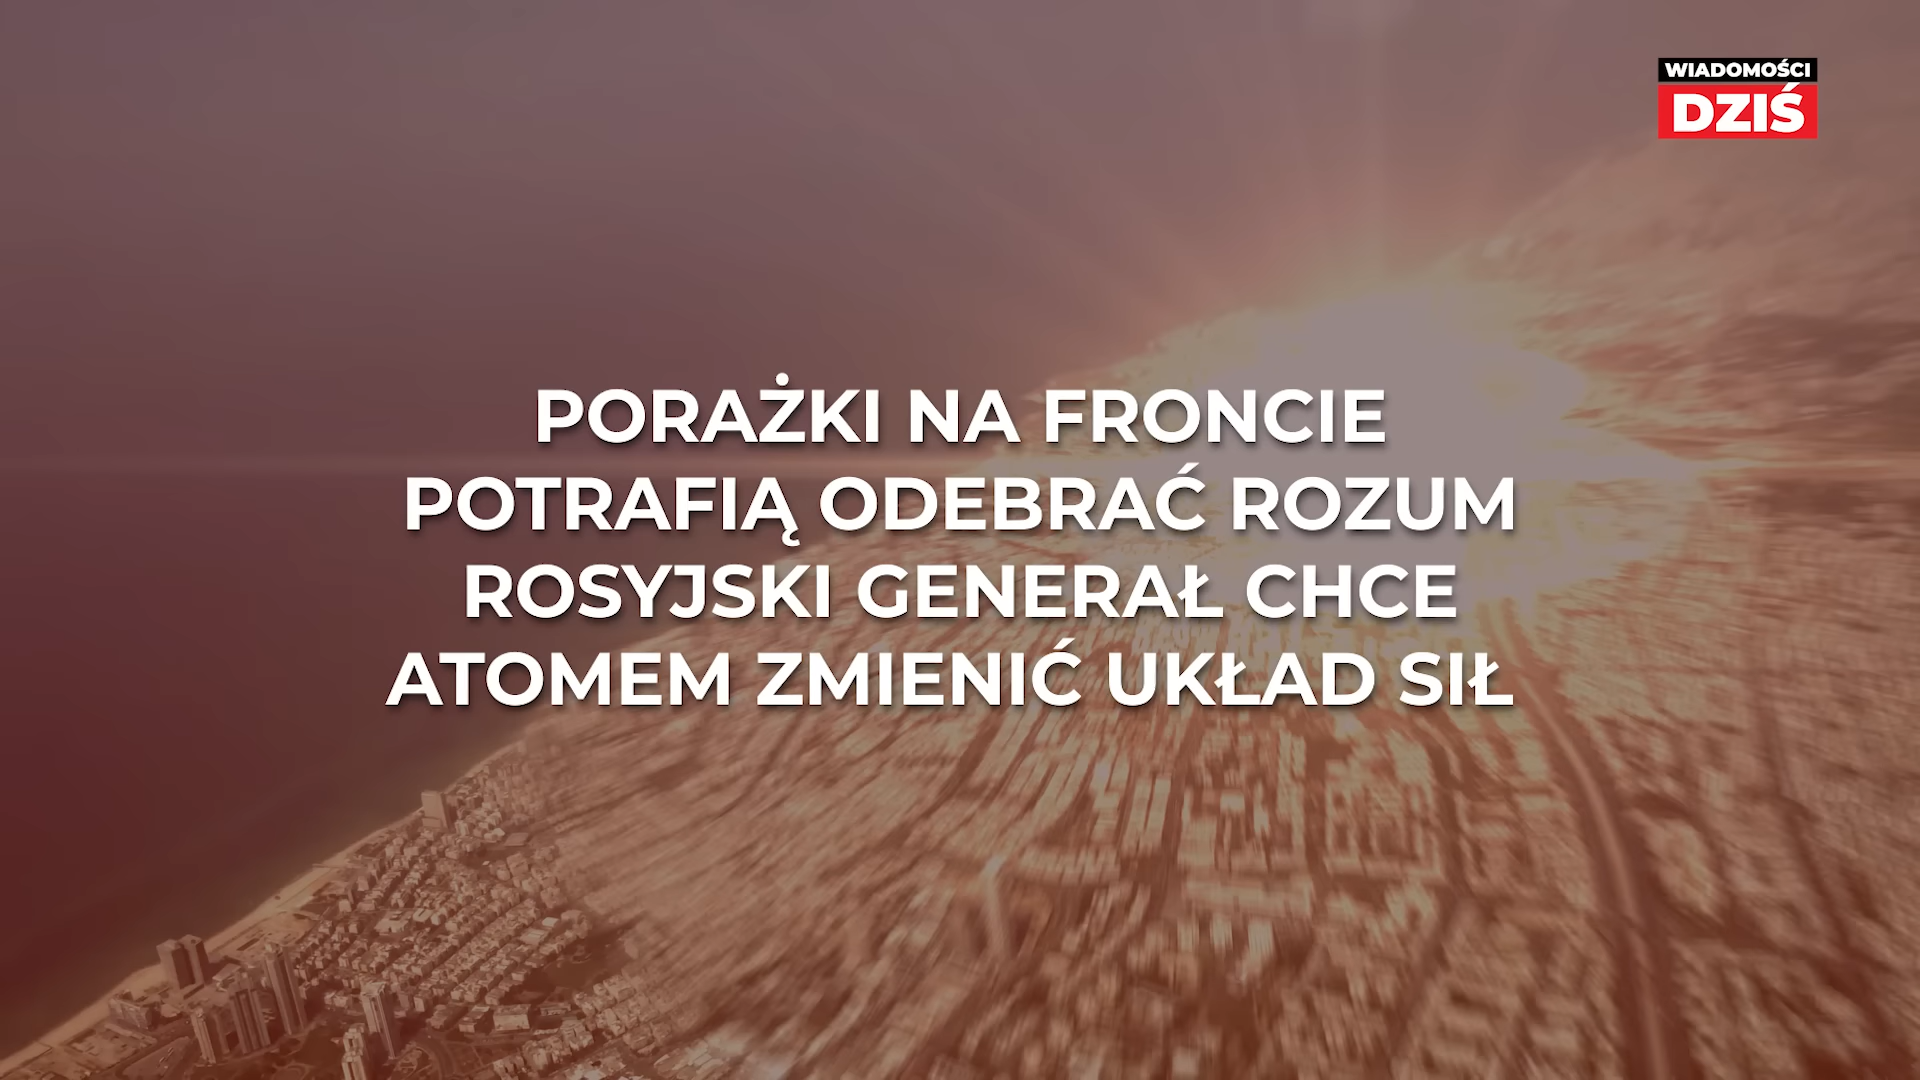 WIADOMOŚCI
DZIŚ
PORAŻKI NA FRONCIE
POTRAFIĄ ODEBRAĆ ROZUM
ROSYJSKI GENERAŁ CHCE
ATOMEM ZMIENIĆ UKŁAD SIŁ